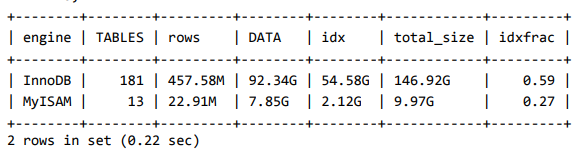 +--------+--------+---------+--------+--------+------------+---------+
| engine | TABLES | rows    | DATA   | idx    | total_size | idxfrac |
+--------+--------+---------+--------+--------+------------+---------+
| InnoDB |    181 | 457.58M | 92.34G | 54.58G | 146.92G    |    0.59 |
| MyISAM |     13 | 22.91M  | 7.85G  | 2.12G  | 9.97G      |    0.27 |
+--------+--------+---------+--------+--------+------------+---------+
2 rows in set (0.22 sec)